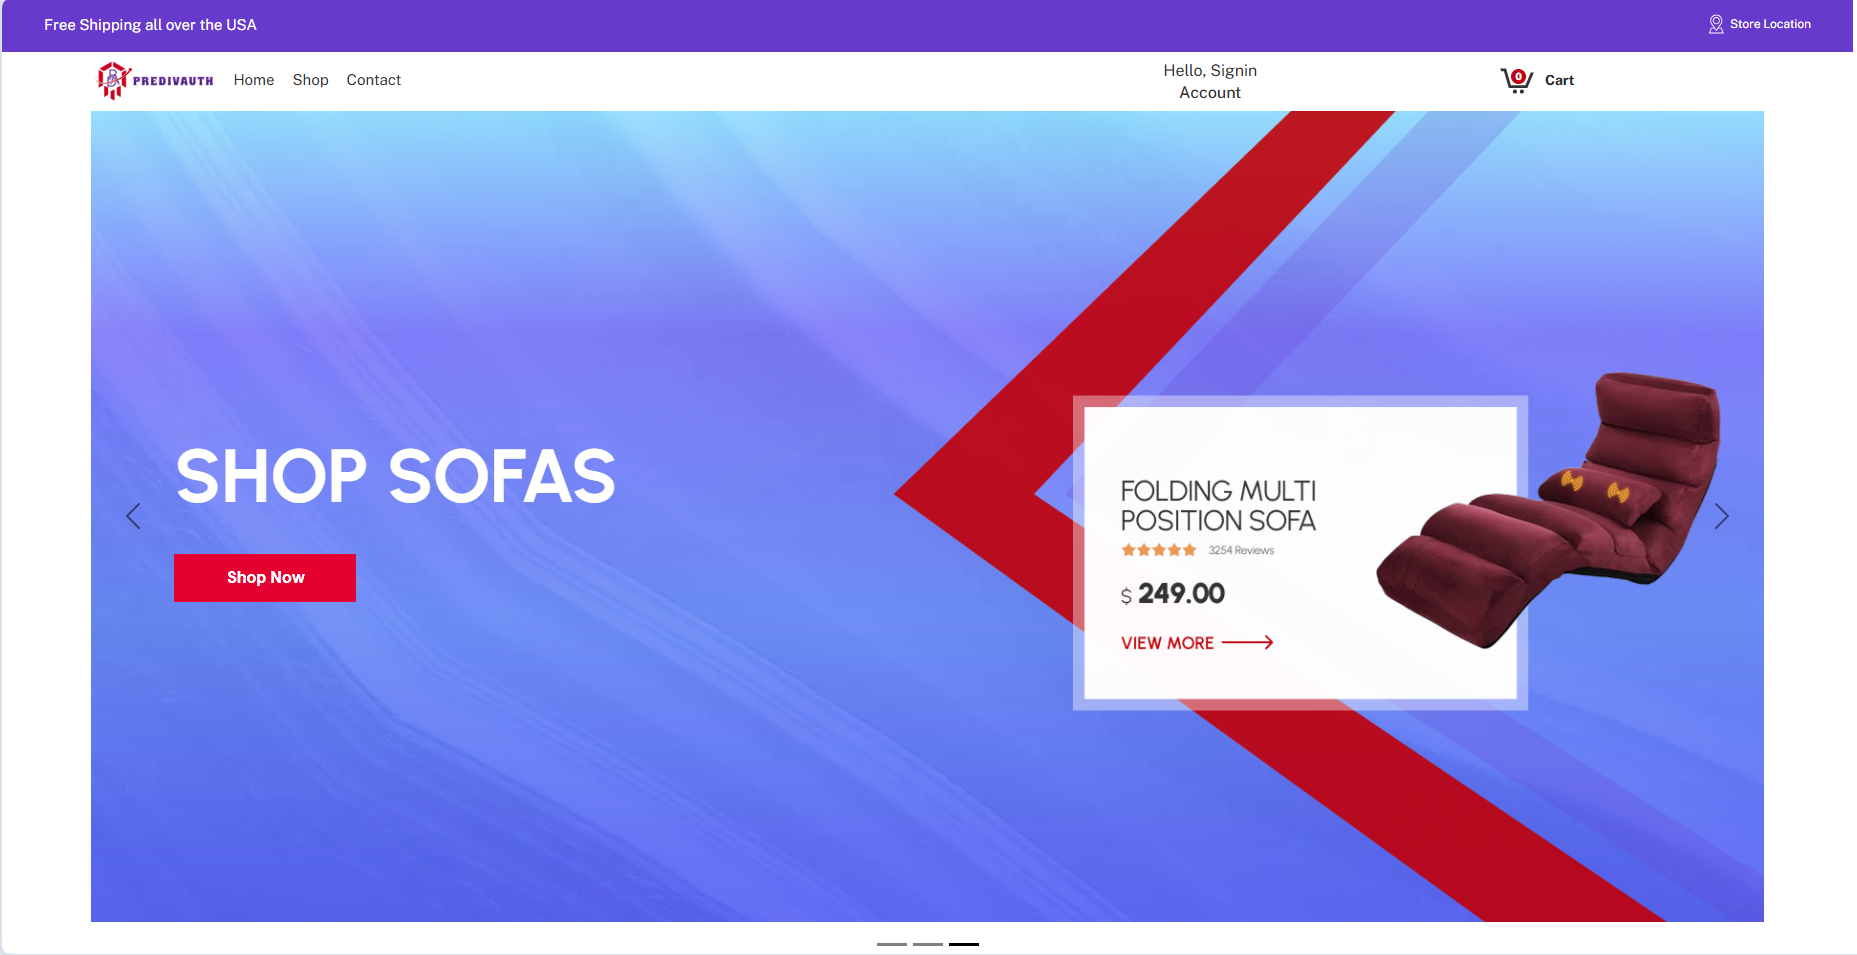 Free Shipping all over the USA
Store Location
PREDIVAUTH
Home
Shop
Contact
Hello, Signin
Account
0
Cart
SHOP SOFAS
Shop Now
FOLDING MULTI
POSITION SOFA
3254 Reviews
$ 249.00
VIEW MORE